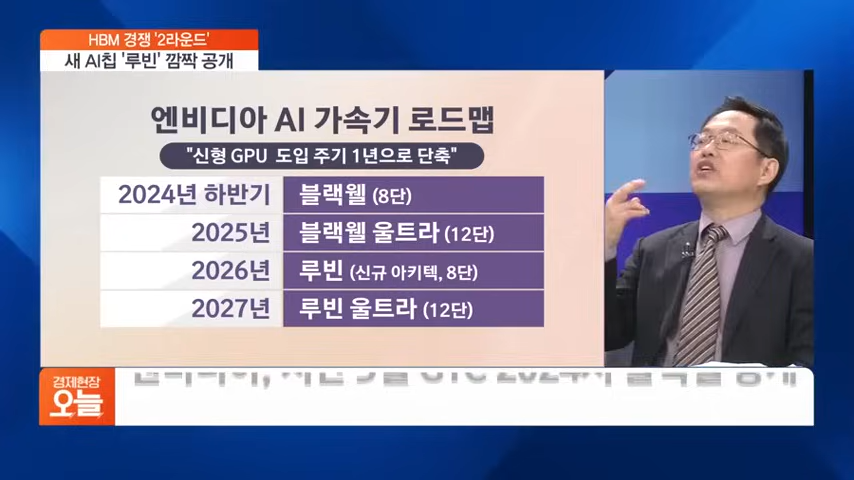 HBM 경쟁 '2라운드'
새 AI칩 '루빈' 깜짝 공개
엔비디아 AI 가속기 로드맵
"신형 GPU 도입 주기 1년으로 단축"
2024년 하반기 블랙웰 (8단)
2025년 블랙웰 울트라 (12단)
2026년 루빈 (신규 아키텍, 8단)
2027년 루빈 울트라 (12단)
경제현장
오늘